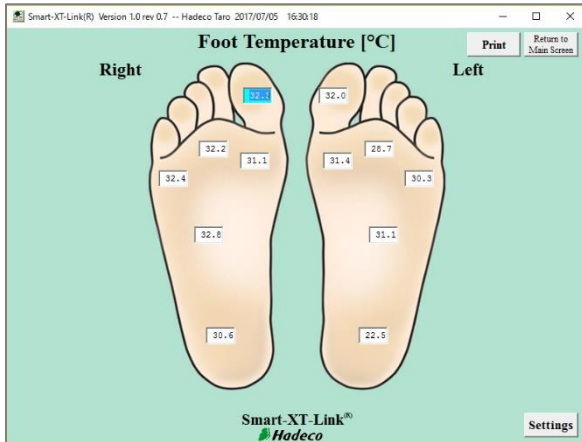 Smart-XT-Link(R) Version 1.0 rev 0.7 -- Hadeco Taro 2017/07/05 16:30:18
Foot Temperature [°C]
Print
Return to
Main Screen
Right
Left
32.0
32.2
28.7
31.1
31.4
32.4
30.3
32.8
31.1
30.6
22.5
Smart-XT-Link(R)
Hadeco
Settings